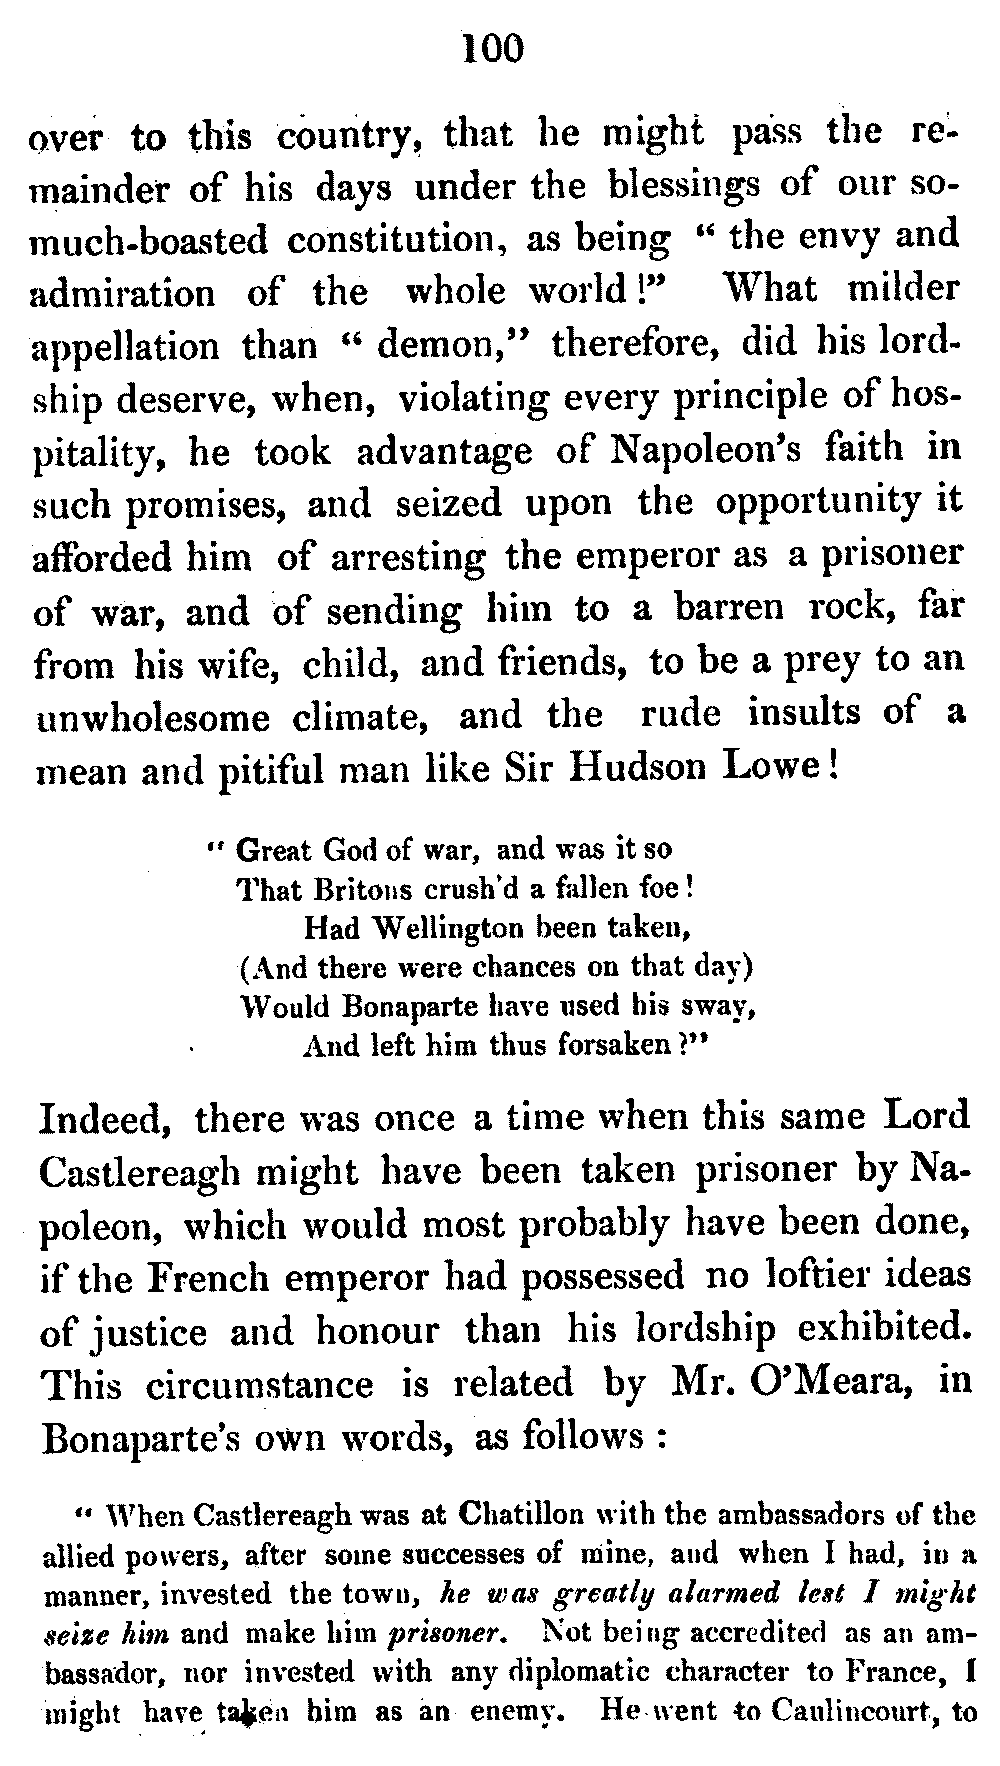 100
over to this country, that he might pass the re-
mainder of his days under the blessings of our so-
much-boasted constitution, as being “ the envy and
admiration of the whole world !” What milder
appellation than “ demon,” therefore, did his lord-
ship deserve, when, violating every principle of hos-
pitality, he took advantage of Napoleon’s faith in
such promises, and seized upon the opportunity it
afforded him of arresting the emperor as a prisoner
of war, and of sending him to a barren rock, far
from his wife, child, and friends, to be a prey to an
unwholesome climate, and the rude insults of a
mean and pitiful man like Sir Hudson Lowe !
“ Great God of war, and was it so
That Britons crush’d a fallen foe !
Had Wellington been taken,
(And there were chances on that day)
Would Bonaparte have used his sway,
And left him thus forsaken ?”
Indeed, there was once a time when this same Lord
Castlereagh might have been taken prisoner by Na-
poleon, which would most probably have been done,
if the French emperor had possessed no loftier ideas
of justice and honour than his lordship exhibited.
This circumstance is related by Mr. O’Meara, in
Bonaparte’s own words, as follows :
“ When Castlereagh was at Chatillon with the ambassadors of the
allied powers, after some successes of mine, and when I had, in a
manner, invested the town, he was greatly alarmed lest I might
seize him and make him prisoner. Not being accredited as an am-
bassador, nor invested with any diplomatic character to France, I
might have taken him as an enemy. He went to Caulincourt, to